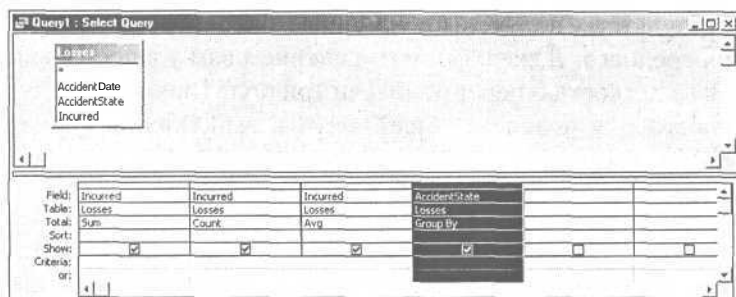 Query1 : Select Query
Losses
*
AccidentDate
AccidentState
Incurred
Field: Incurred Incurred Incurred AccidentState
Table: Losses Losses Losses Losses
Total: Sum Count Avg Group By
Sort:
Show:
Criteria:
or: